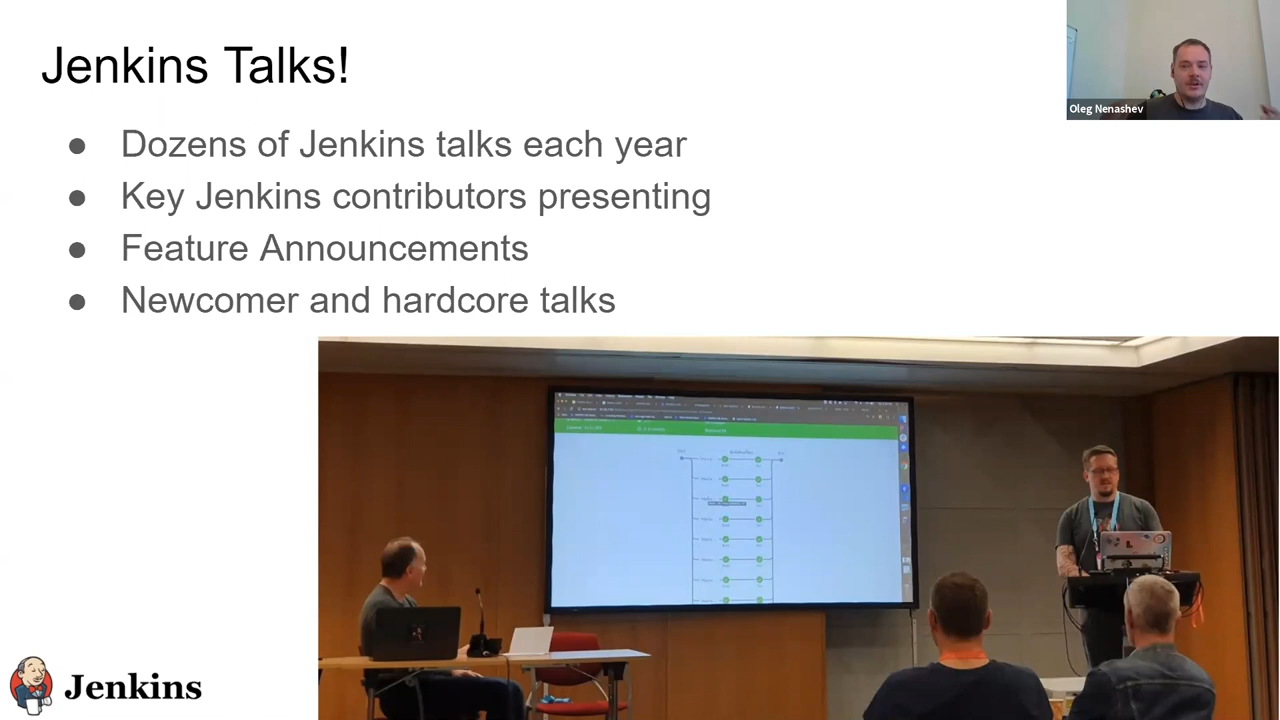 Jenkins Talks!
Oleg Nenashev
● Dozens of Jenkins talks each year
● Key Jenkins contributors presenting
● Feature Announcements
● Newcomer and hardcore talks
Jenkins